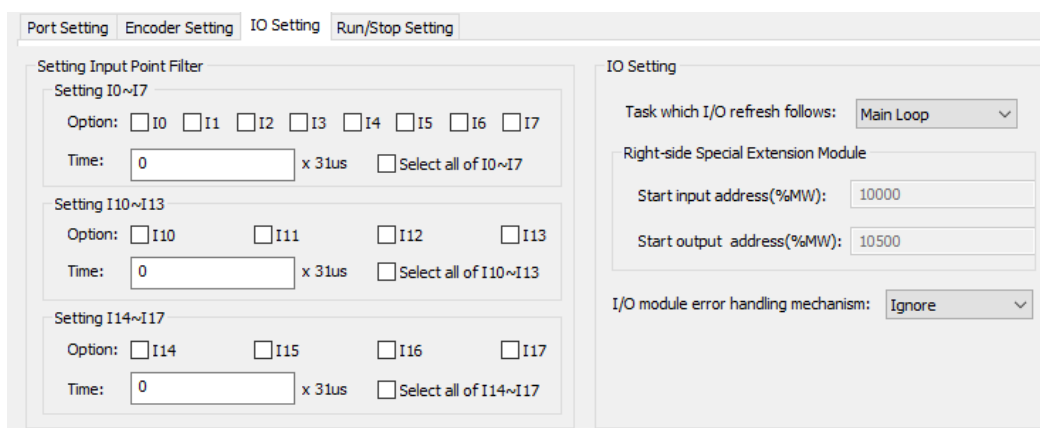 Port Setting Encoder Setting IO Setting Run/Stop Setting
Setting Input Point Filter
Setting I0~I7
Option: I0 I1 I2 I3 I4 I5 I6 I7
Time: 0 x 31us Select all of I0~I7
Setting I10~I13
Option: I10 I11 I12 I13
Time: 0 x 31us Select all of I10~I13
Setting I14~I17
Option: I14 I15 I16 I17
Time: 0 x 31us Select all of I14~I17
IO Setting
Task which I/O refresh follows: Main Loop
Right-side Special Extension Module
Start input address(%MW): 10000
Start output address(%MW): 10500
I/O module error handling mechanism: Ignore